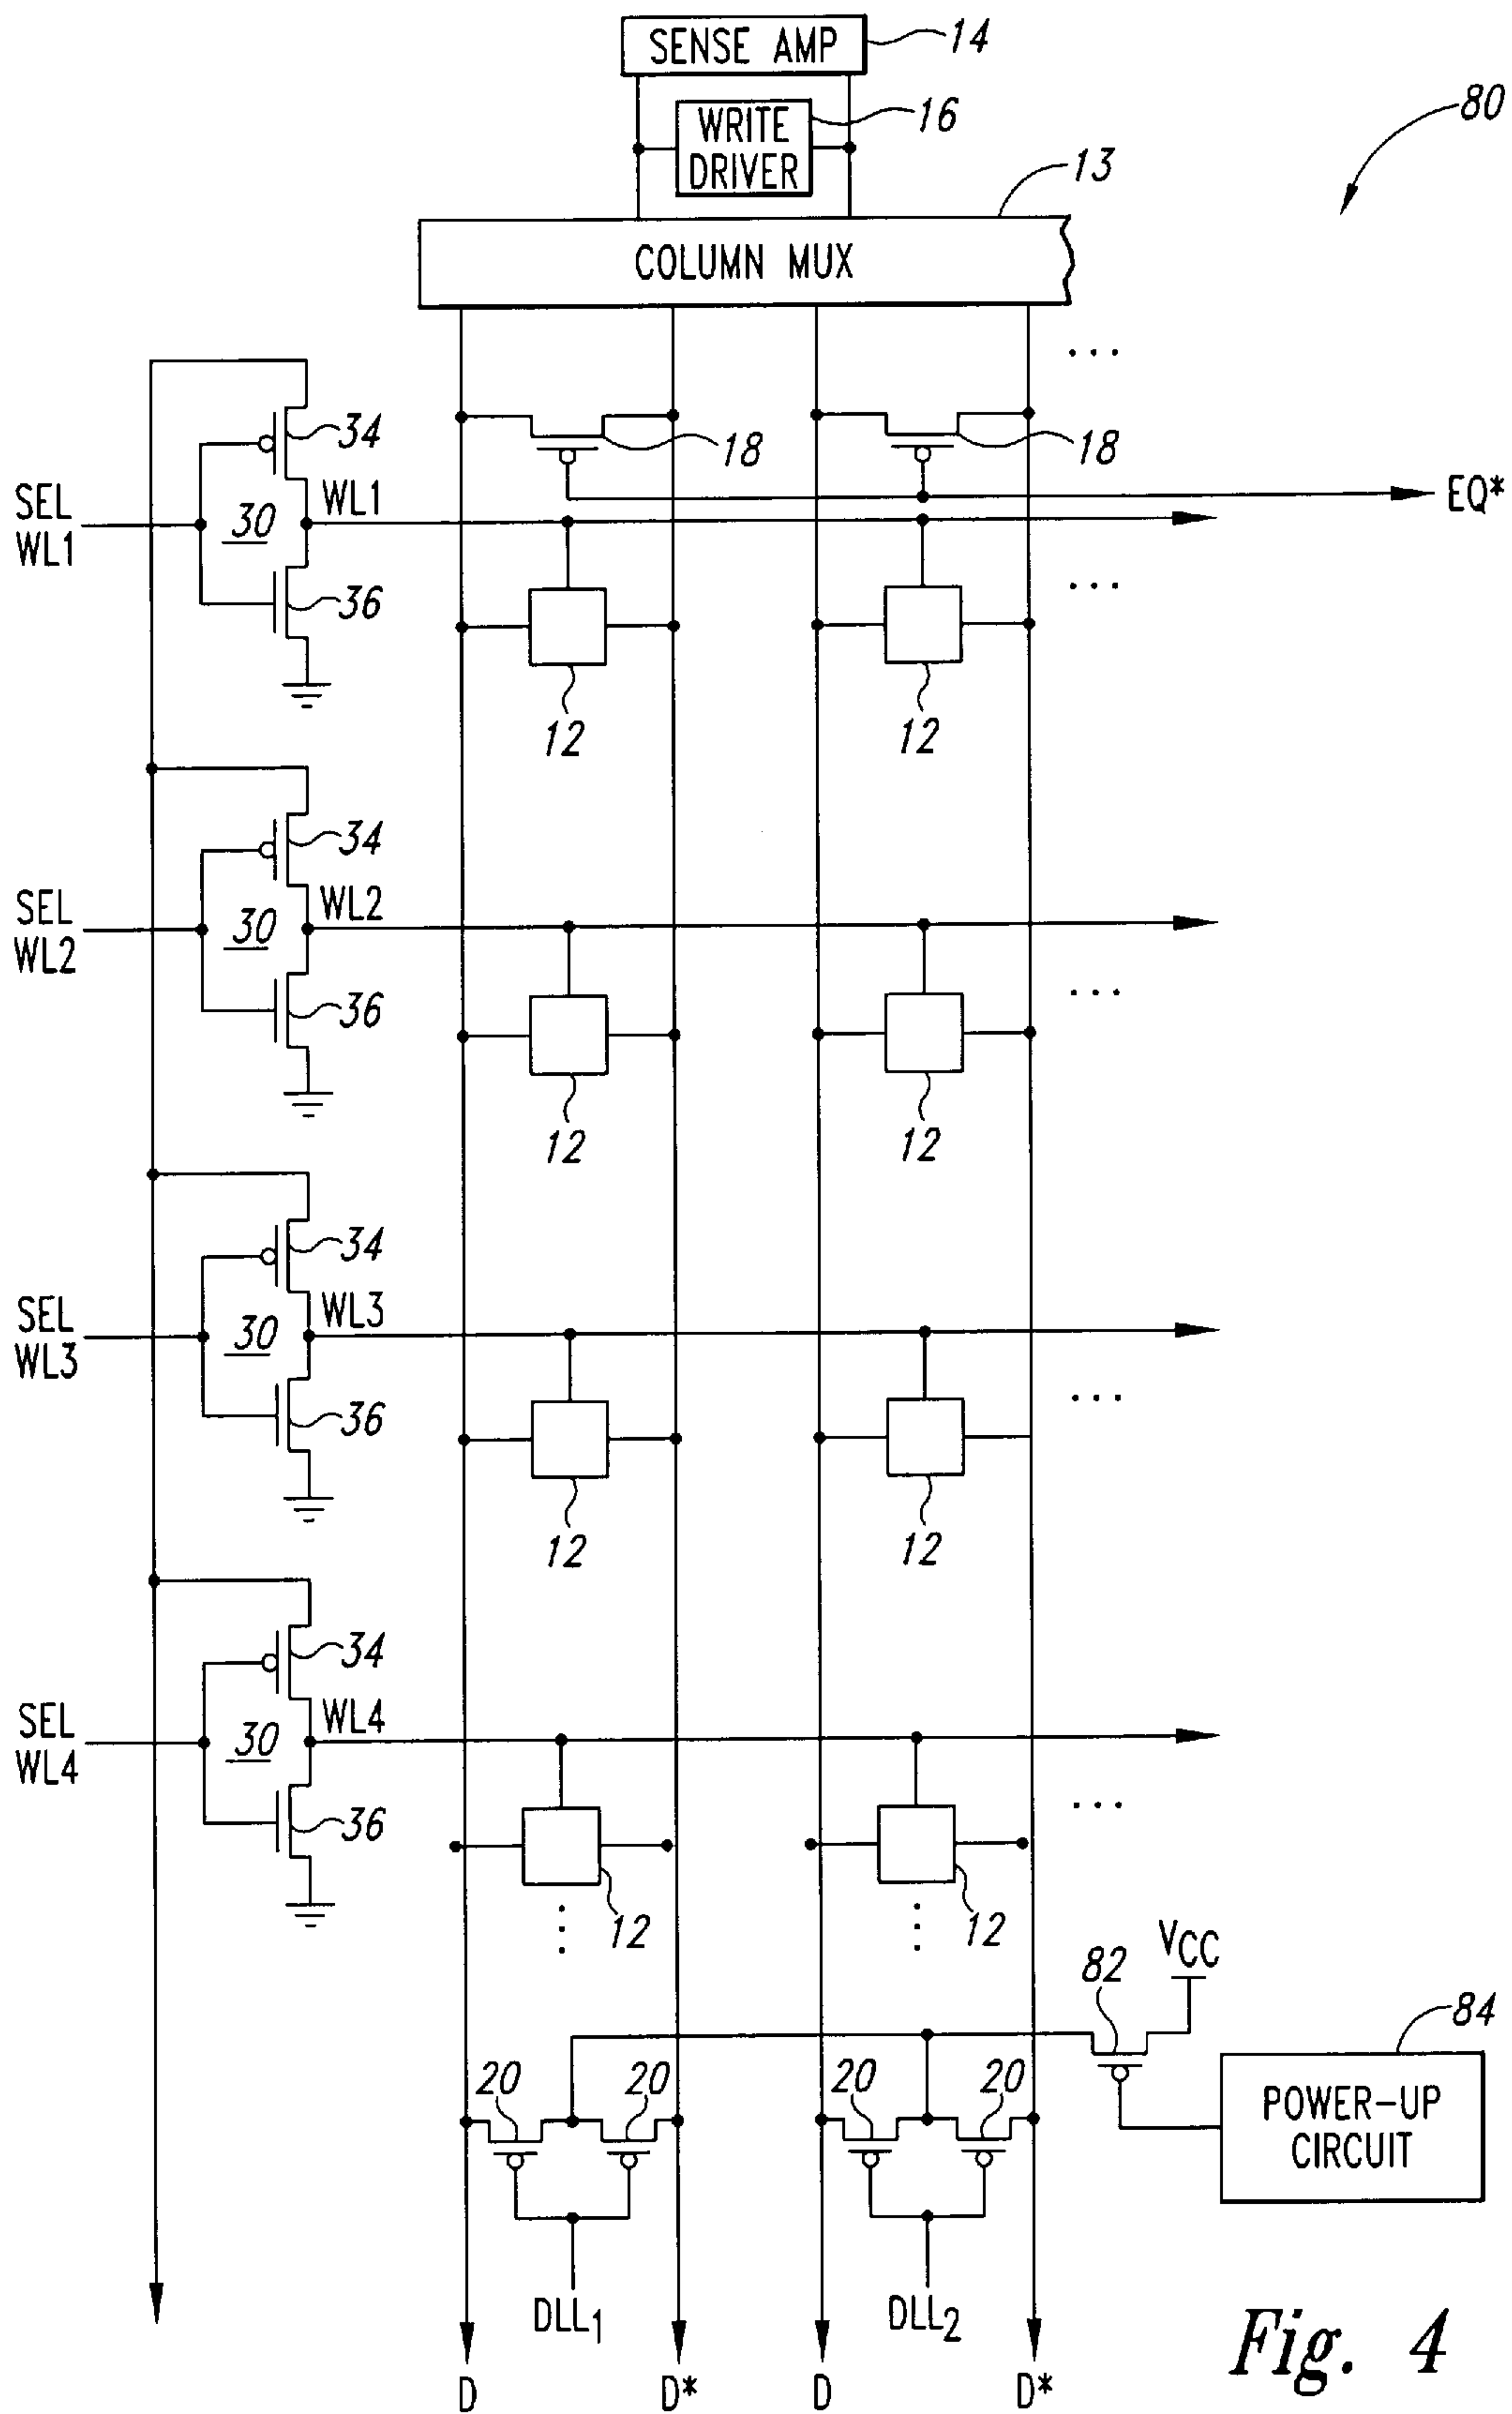 SENSE AMP
14
WRITE
DRIVER
16
80
13
COLUMN MUX
...
34
18
18
SEL
WL1
30
WL1
EQ*
36
...
12
12
34
SEL
WL2
30
WL2
36
...
12
12
34
SEL
WL3
30
WL3
36
...
12
12
34
SEL
WL4
30
WL4
36
...
12
12
VCC
82
84
20
20
20
20
POWER-UP
CIRCUIT
DLL1
DLL2
D
D*
D
D*
Fig. 4